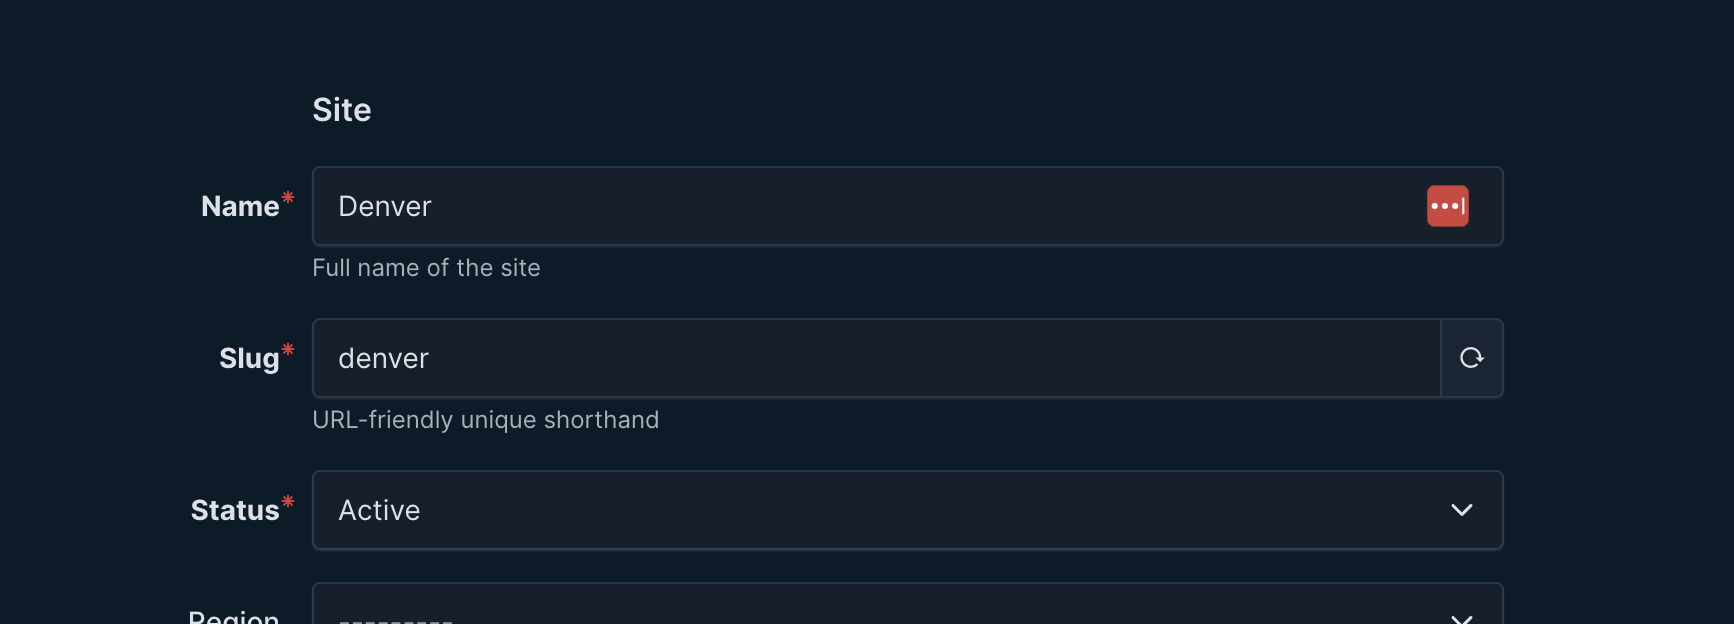 Site
Name* Denver
Full name of the site
Slug* denver
URL-friendly unique shorthand
Status* Active
Region ---------